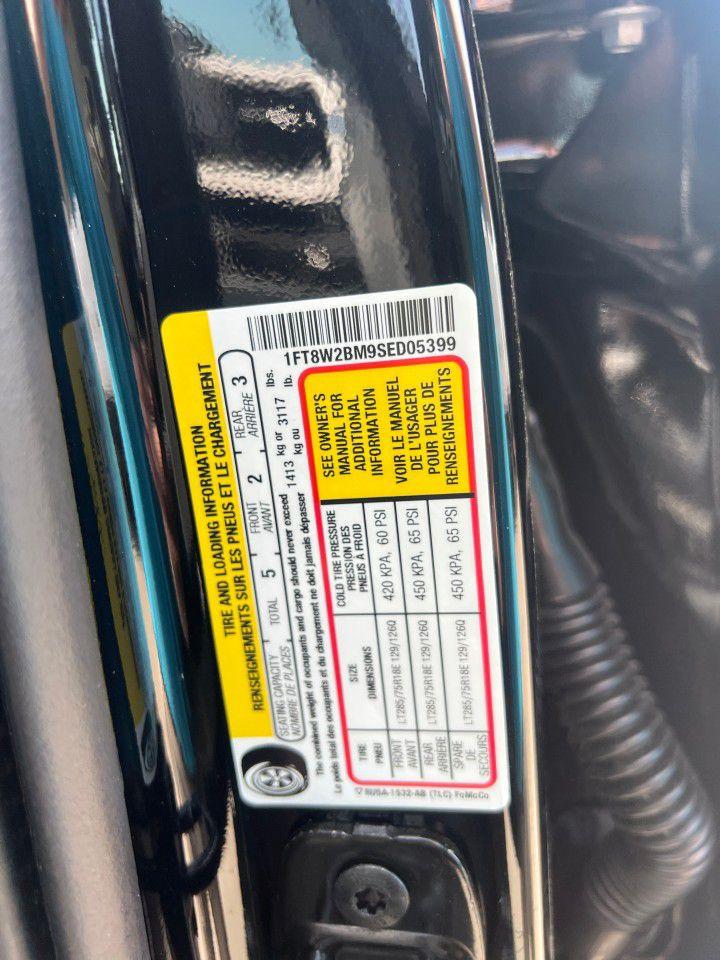 1FT8W2BM9SED05399
TIRE AND LOADING INFORMATION
RENSEIGNEMENTS SUR LES PNEUS ET LE CHARGEMENT
SEATING CAPACITY
NOMBRE DE PLACES
TOTAL 5
FRONT
AVANT 2
REAR
ARRIÈRE 3
The combined weight of occupants and cargo should never exceed 1413 kg or 3117 lbs.
Le poids total des occupants et du chargement ne doit jamais dépasser kg ou lb.
TIRE
PNEU
SIZE
DIMENSIONS
COLD TIRE PRESSURE
PRESSION DES
PNEUS À FROID
FRONT
AVANT
LT285/75R18E 129/126Q
420 KPA, 60 PSI
REAR
ARRIÈRE
LT285/75R18E 129/126Q
450 KPA, 65 PSI
SPARE
DE
SECOURS
LT285/75R18E 129/126Q
450 KPA, 65 PSI
SEE OWNER'S
MANUAL FOR
ADDITIONAL
INFORMATION
VOIR LE MANUEL
DE L'USAGER
POUR PLUS DE
RENSEIGNEMENTS
8U5A-1532-AB (TLC) FoMoCo